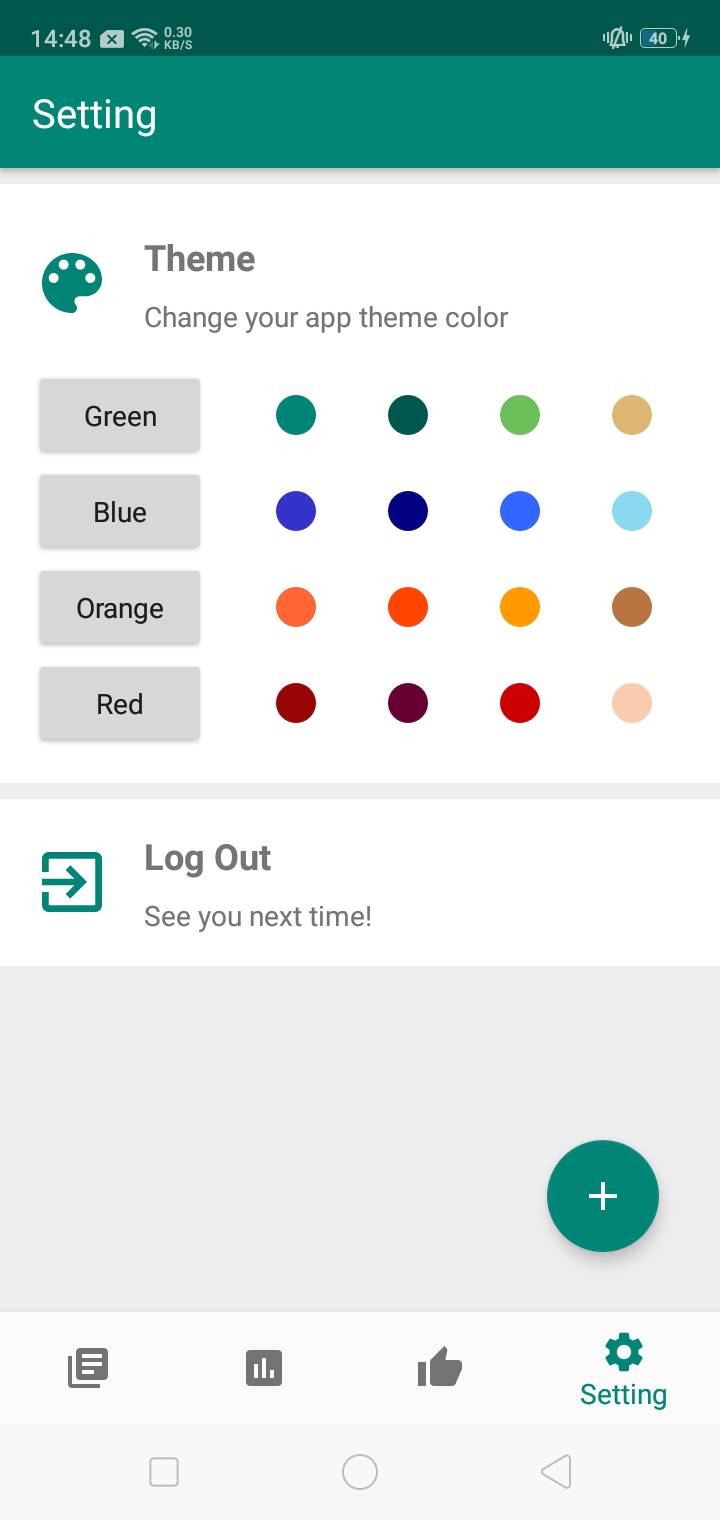 14:48 0.30 KB/S 40
Setting
Theme
Change your app theme color
Green
Blue
Orange
Red
Log Out
See you next time!
Setting